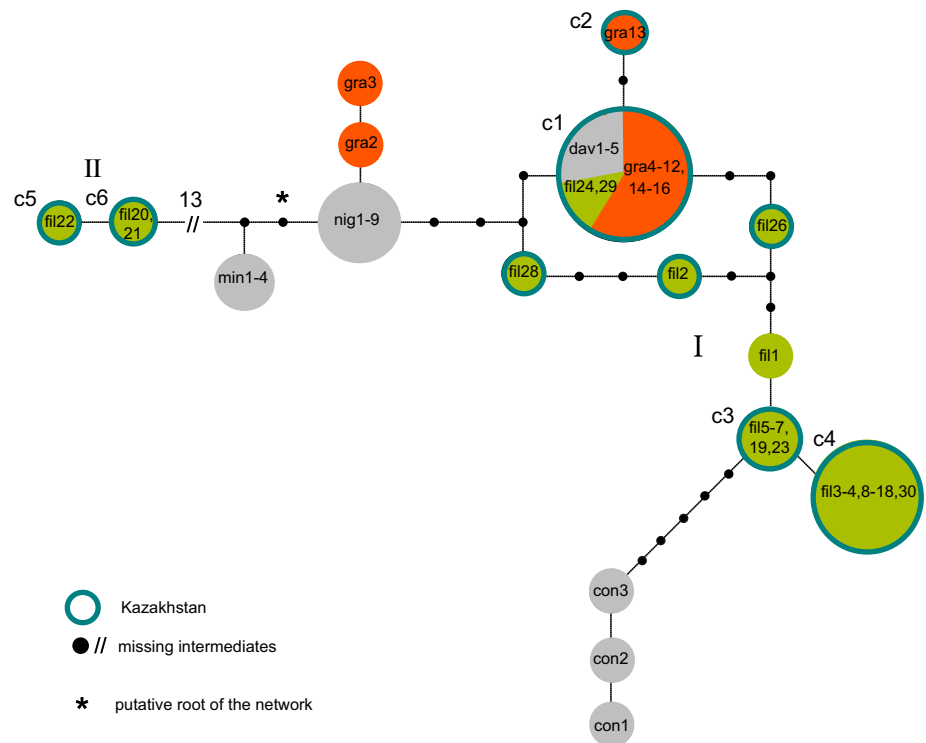 c2
gra13
gra3
c1
gra2
dav1-5
gra4-12,
14-16
fil24,29
II
c5
c6
13
*
fil22
fil20,
21
//
nig1-9
fil26
min1-4
fil28
fil2
I
fil1
c3
fil5-7,
19,23
c4
fil3-4,8-18,30
con3
Kazakhstan
// missing intermediates
con2
* putative root of the network
con1